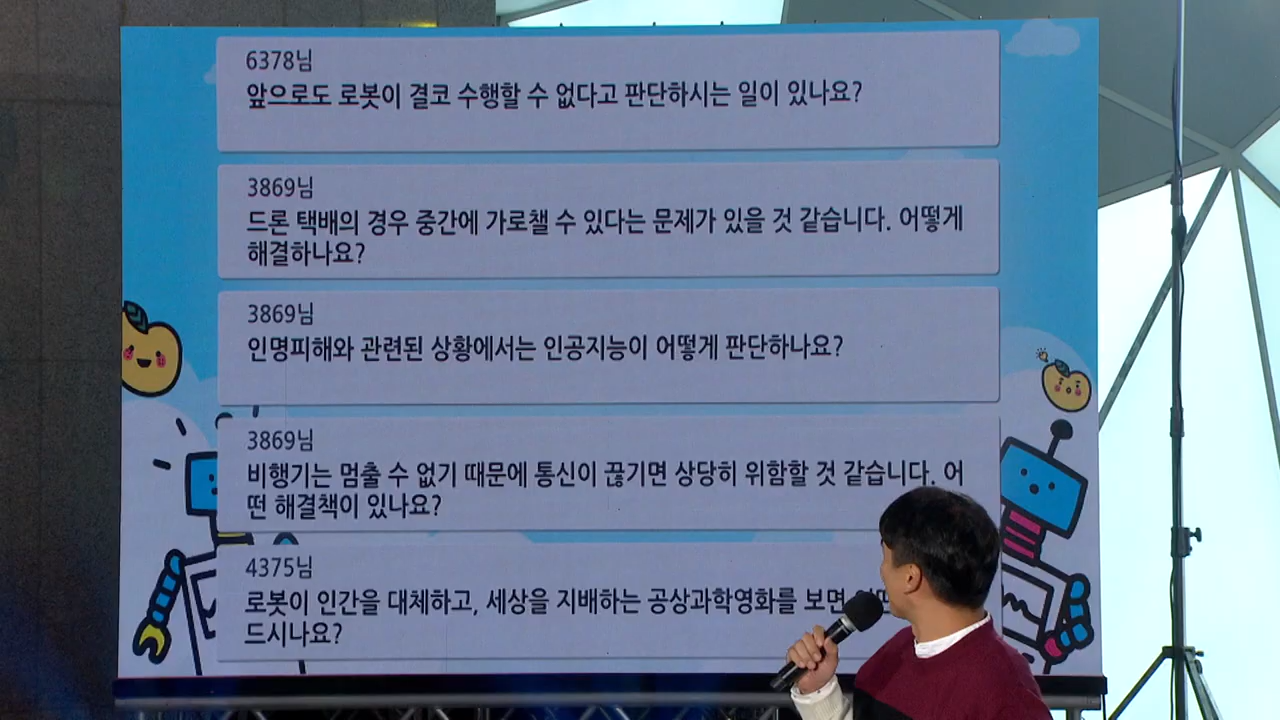 6378님
앞으로도 로봇이 결코 수행할 수 없다고 판단하시는 일이 있나요?
3869님
드론 택배의 경우 중간에 가로챌 수 있다는 문제가 있을 것 같습니다. 어떻게
해결하나요?
3869님
인명피해와 관련된 상황에서는 인공지능이 어떻게 판단하나요?
3869님
비행기는 멈출 수 없기 때문에 통신이 끊기면 상당히 위함할 것 같습니다. 어
떤 해결책이 있나요?
4375님
로봇이 인간을 대체하고, 세상을 지배하는 공상과학영화를 보면
드시나요?